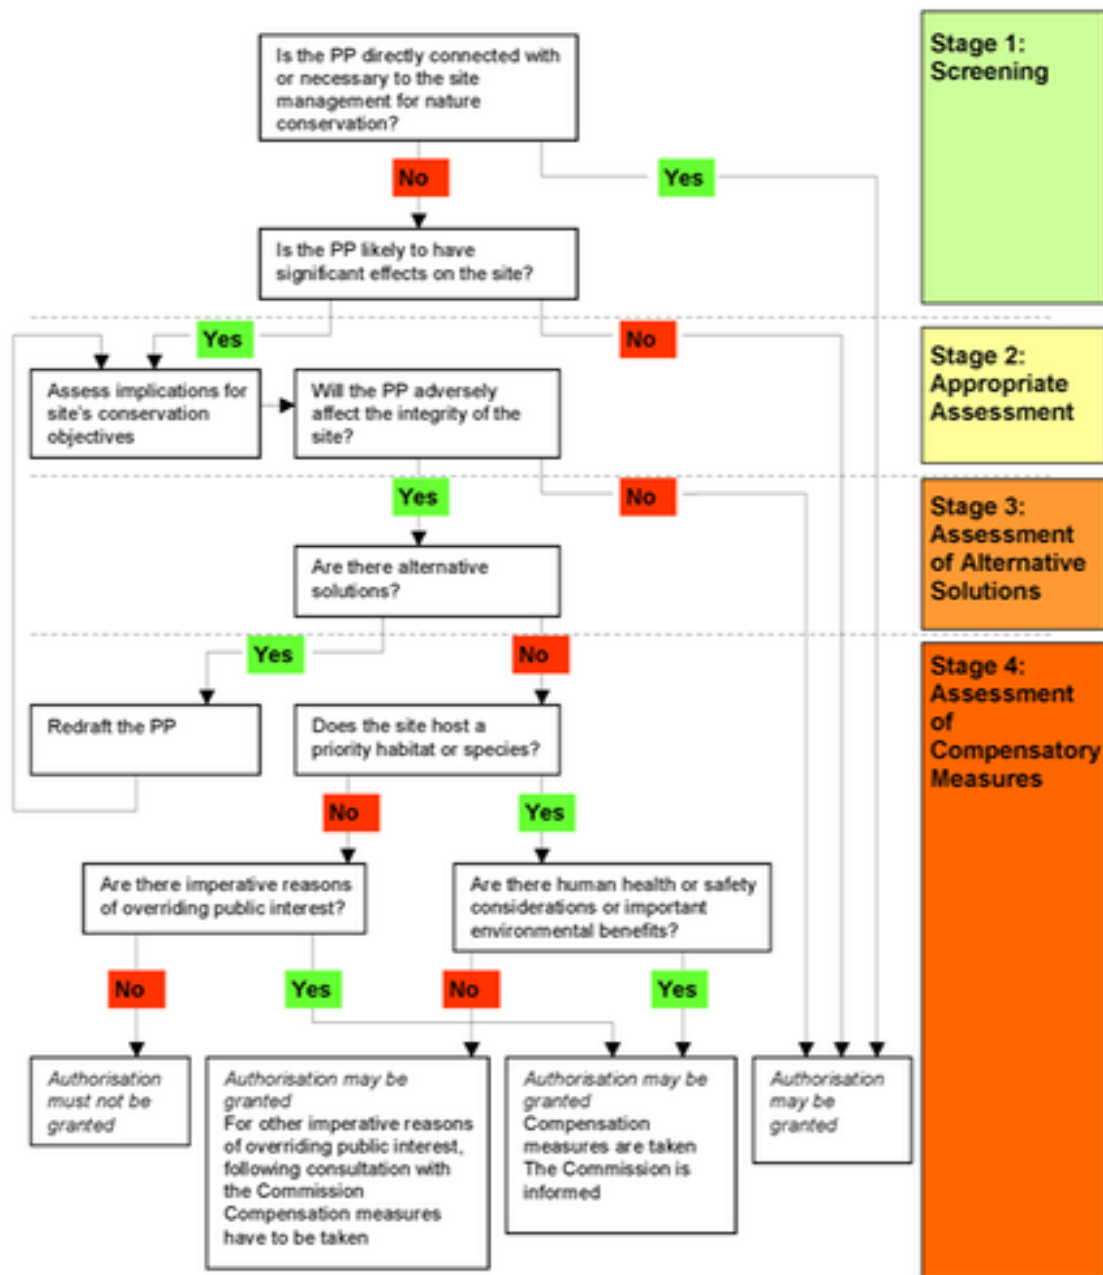 Is the PP directly connected with
or necessary to the site
management for nature
conservation?
Stage 1:
Screening
No
Yes
Is the PP likely to have
significant effects on the site?
Yes
No
Stage 2:
Appropriate
Assessment
Assess implications for
site's conservation
objectives
Will the PP adversely
affect the integrity of the
site?
Yes
No
Stage 3:
Assessment
of Alternative
Solutions
Are there alternative
solutions?
Yes
No
Stage 4:
Assessment
of
Compensatory
Measures
Redraft the PP
Does the site host a
priority habitat or species?
No
Yes
Are there imperative reasons
of overriding public interest?
Are there human health or safety
considerations or important
environmental benefits?
No
Yes
No
Yes
Authorisation
must not be
granted
Authorisation may be
granted
For other imperative reasons
of overriding public interest,
following consultation with
the Commission
Compensation measures
have to be taken
Authorisation may be
granted
Compensation
measures are taken
The Commission is
informed
Authorisation
may be
granted